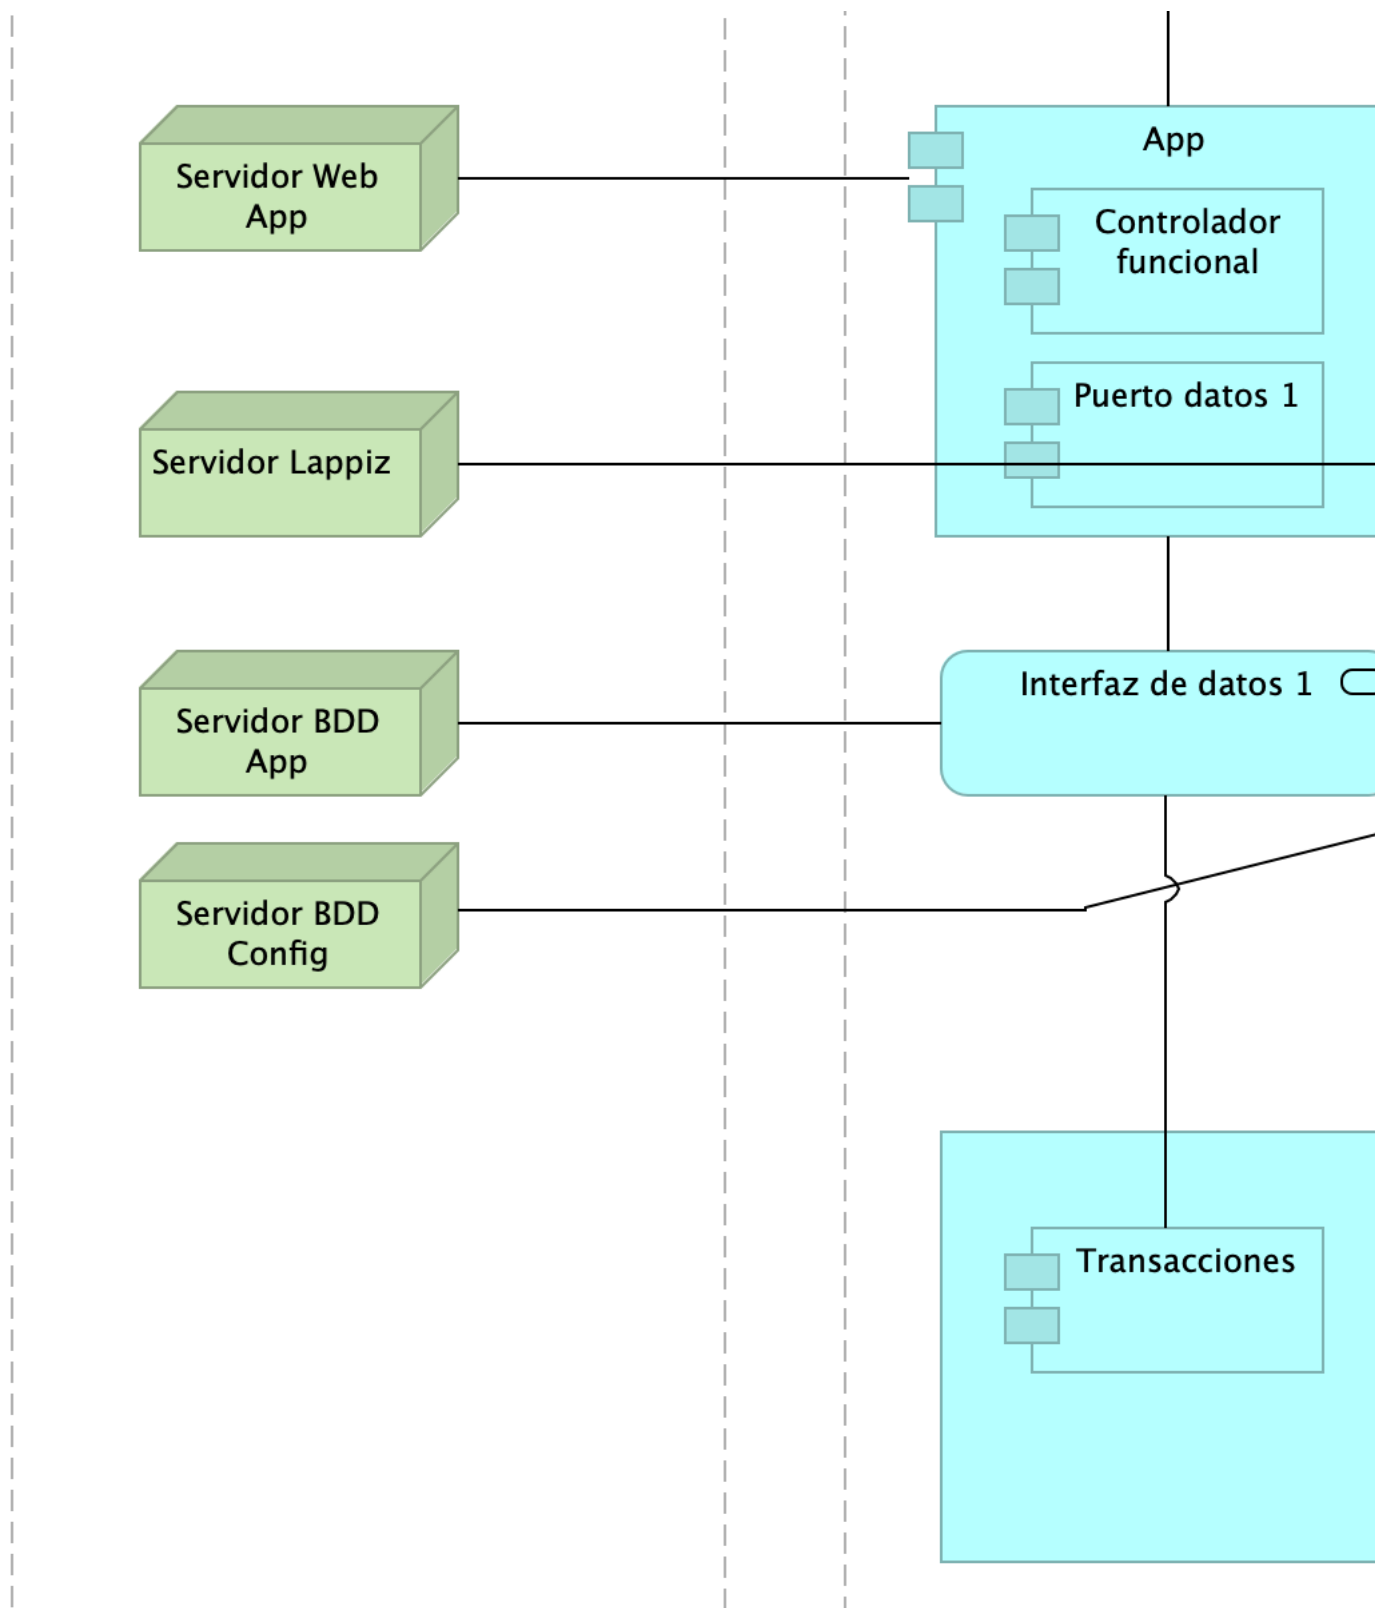 Servidor Web
App
Servidor Lappiz
Servidor BDD
App
Servidor BDD
Config
App
Controlador
funcional
Puerto datos 1
Interfaz de datos 1
Transacciones